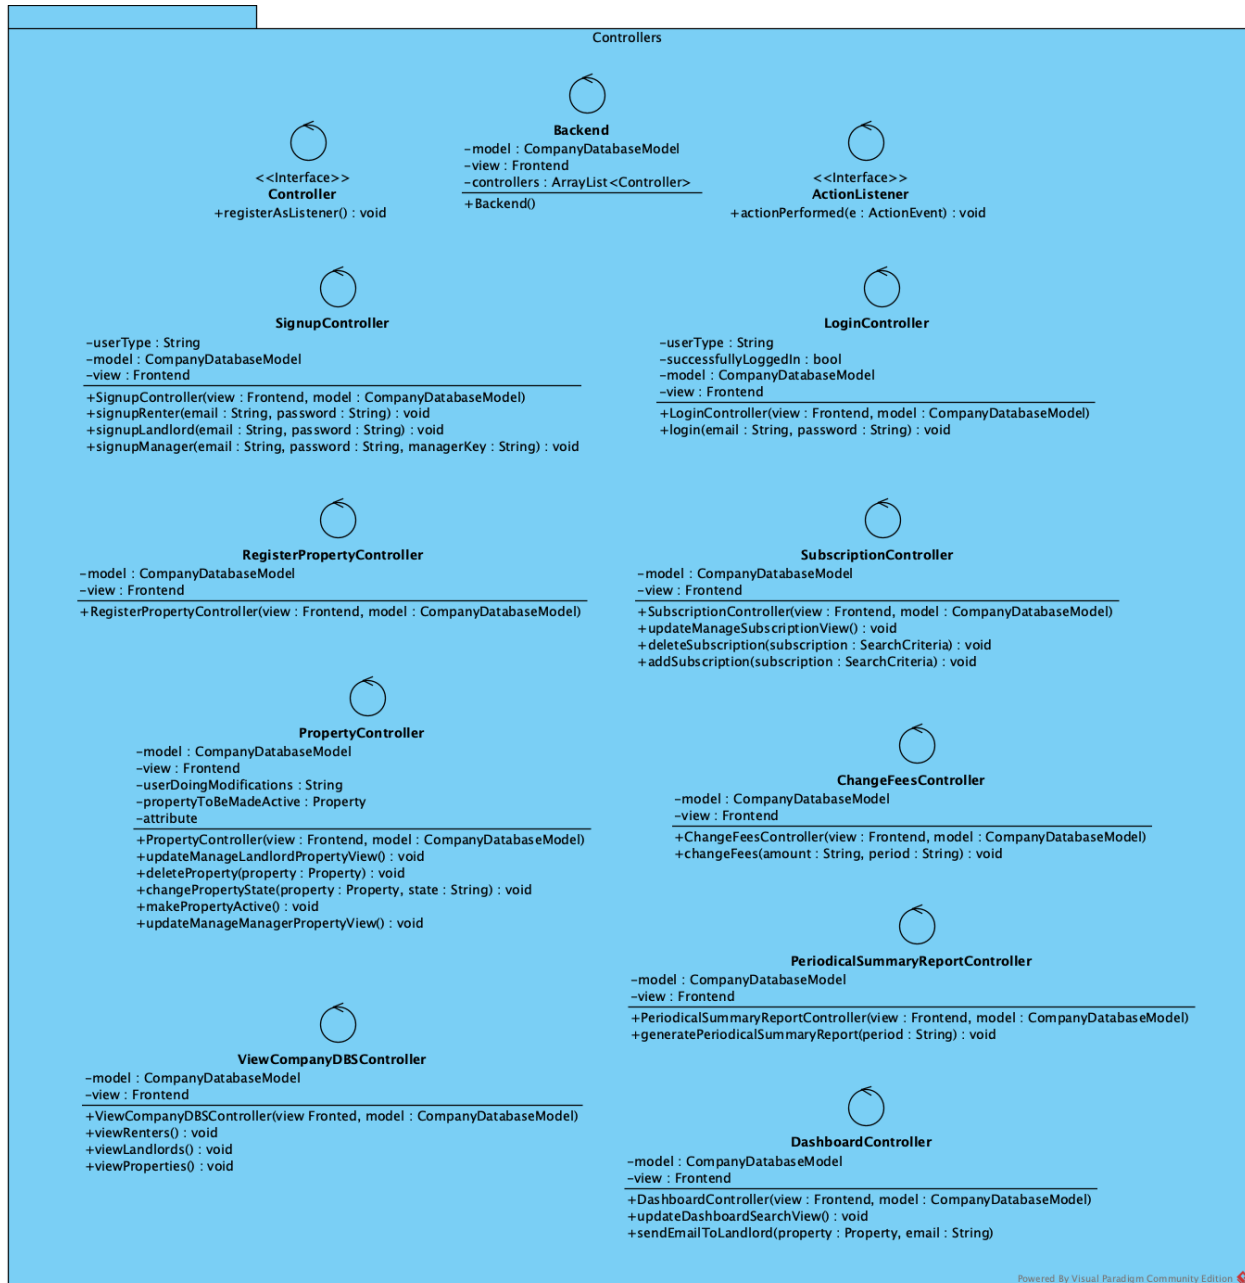 Controllers
Backend
-model : CompanyDatabaseModel
-view : Frontend
-controllers : ArrayList<Controller>
+Backend()
<<Interface>>
Controller
+registerAsListener() : void
<<Interface>>
ActionListener
+actionPerformed(e : ActionEvent) : void
SignupController
-userType : String
-model : CompanyDatabaseModel
-view : Frontend
+SignupController(view : Frontend, model : CompanyDatabaseModel)
+signupRenter(email : String, password : String) : void
+signupLandlord(email : String, password : String) : void
+signupManager(email : String, password : String, managerKey : String) : void
LoginController
-userType : String
-successfullyLoggedIn : bool
-model : CompanyDatabaseModel
-view : Frontend
+LoginController(view : Frontend, model : CompanyDatabaseModel)
+login(email : String, password : String) : void
RegisterPropertyController
-model : CompanyDatabaseModel
-view : Frontend
+RegisterPropertyController(view : Frontend, model : CompanyDatabaseModel)
SubscriptionController
-model : CompanyDatabaseModel
-view : Frontend
+SubscriptionController(view : Frontend, model : CompanyDatabaseModel)
+updateManageSubscriptionView() : void
+deleteSubscription(subscription : SearchCriteria) : void
+addSubscription(subscription : SearchCriteria) : void
PropertyController
-model : CompanyDatabaseModel
-view : Frontend
-userDoingModifications : String
-propertyToBeMadeActive : Property
-attribute
+PropertyController(view : Frontend, model : CompanyDatabaseModel)
+updateManageLandlordPropertyView() : void
+deleteProperty(property : Property) : void
+changePropertyState(property : Property, state : String) : void
+makePropertyActive() : void
+updateManageManagerPropertyView() : void
ChangeFeesController
-model : CompanyDatabaseModel
-view : Frontend
+ChangeFeesController(view : Frontend, model : CompanyDatabaseModel)
+changeFees(amount : String, period : String) : void
PeriodicalSummaryReportController
-model : CompanyDatabaseModel
-view : Frontend
+PeriodicalSummaryReportController(view : Frontend, model : CompanyDatabaseModel)
+generatePeriodicalSummaryReport(period : String) : void
ViewCompanyDBSController
-model : CompanyDatabaseModel
-view : Frontend
+ViewCompanyDBSController(view Fronted, model : CompanyDatabaseModel)
+viewRenters() : void
+viewLandlords() : void
+viewProperties() : void
DashboardController
-model : CompanyDatabaseModel
-view : Frontend
+DashboardController(view : Frontend, model : CompanyDatabaseModel)
+updateDashboardSearchView() : void
+sendEmailToLandlord(property : Property, email : String)
Powered By Visual Paradigm Community Edition